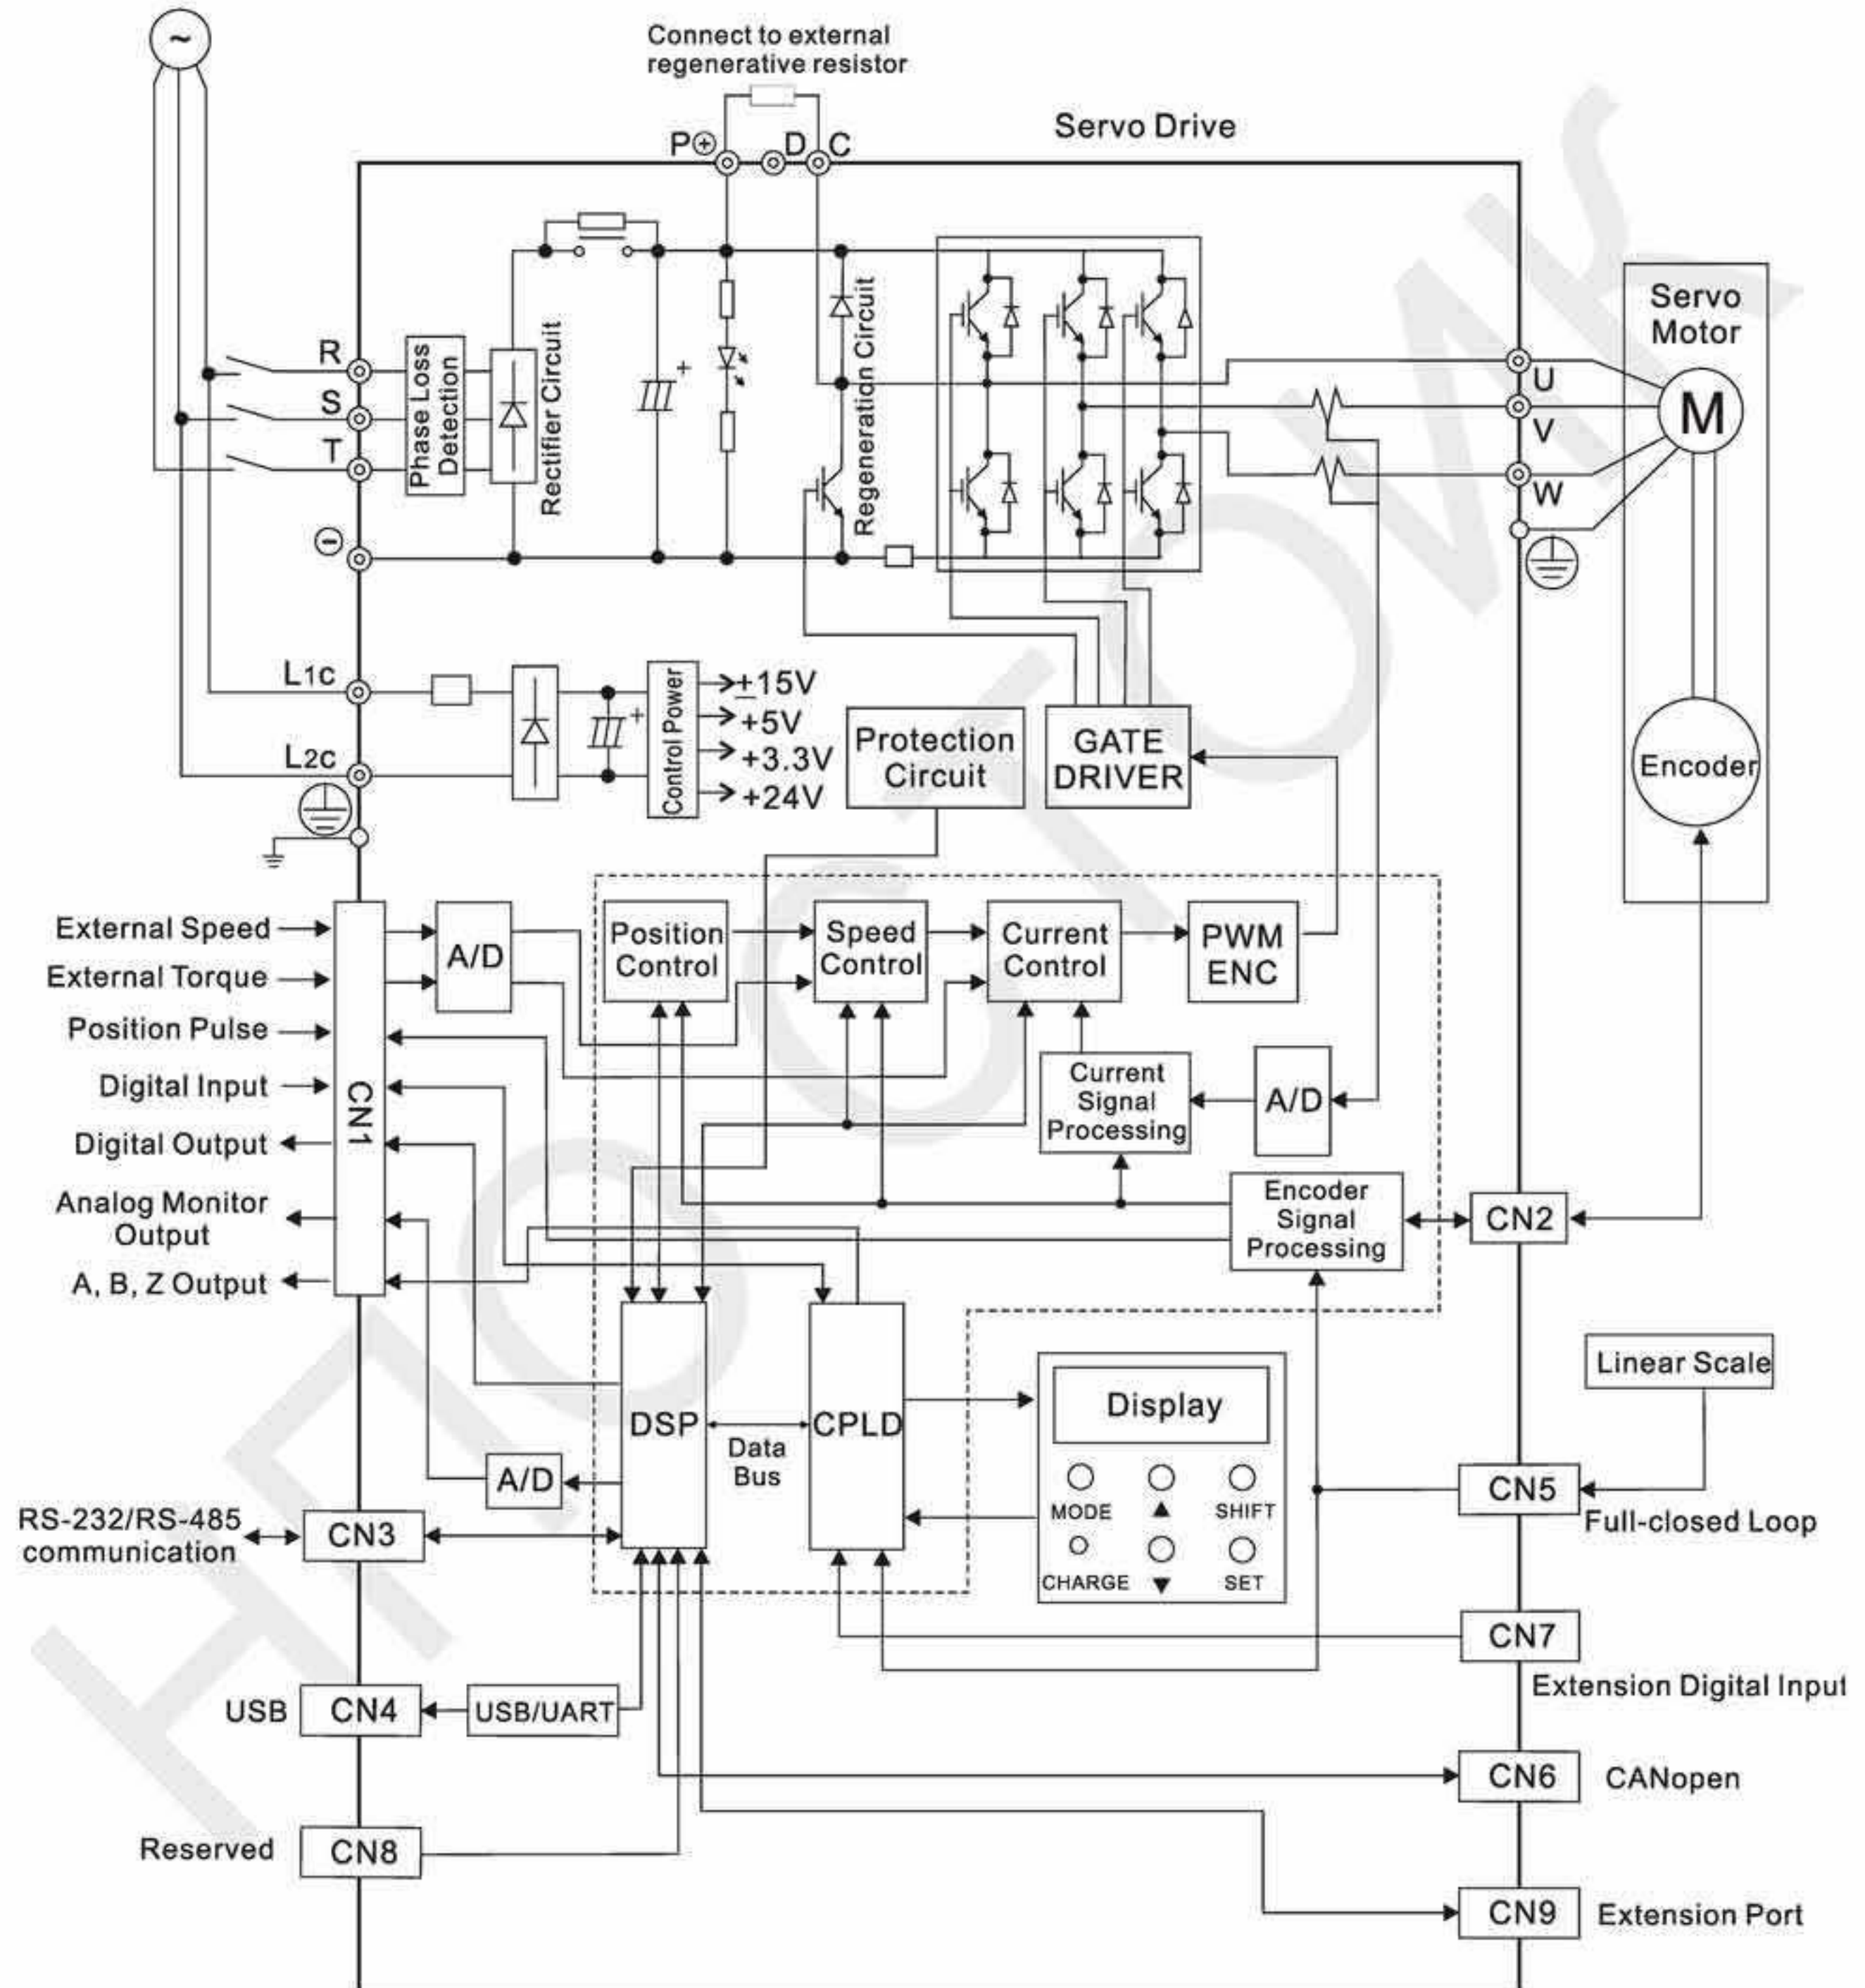 ~
Connect to external
regenerative resistor
Servo Drive
P⊕
D
C
R
S
T
⊖
Phase Loss
Detection
Rectifier Circuit
+
Regeneration Circuit
U
V
W
Servo
Motor
M
Encoder
L1c
L2c
+
Control Power
±15V
+5V
+3.3V
+24V
Protection
Circuit
GATE
DRIVER
External Speed
External Torque
Position Pulse
Digital Input
Digital Output
Analog Monitor
Output
A, B, Z Output
CN1
A/D
Position
Control
Speed
Control
Current
Control
PWM
ENC
Current
Signal
Processing
A/D
Encoder
Signal
Processing
CN2
DSP
Data
Bus
CPLD
A/D
Display
MODE
▲
SHIFT
CHARGE
▼
SET
Linear Scale
CN5
Full-closed Loop
RS-232/RS-485
communication
CN3
CN7
Extension Digital Input
USB
CN4
USB/UART
CN6
CANopen
Reserved
CN8
CN9
Extension Port
НПО СТОИК